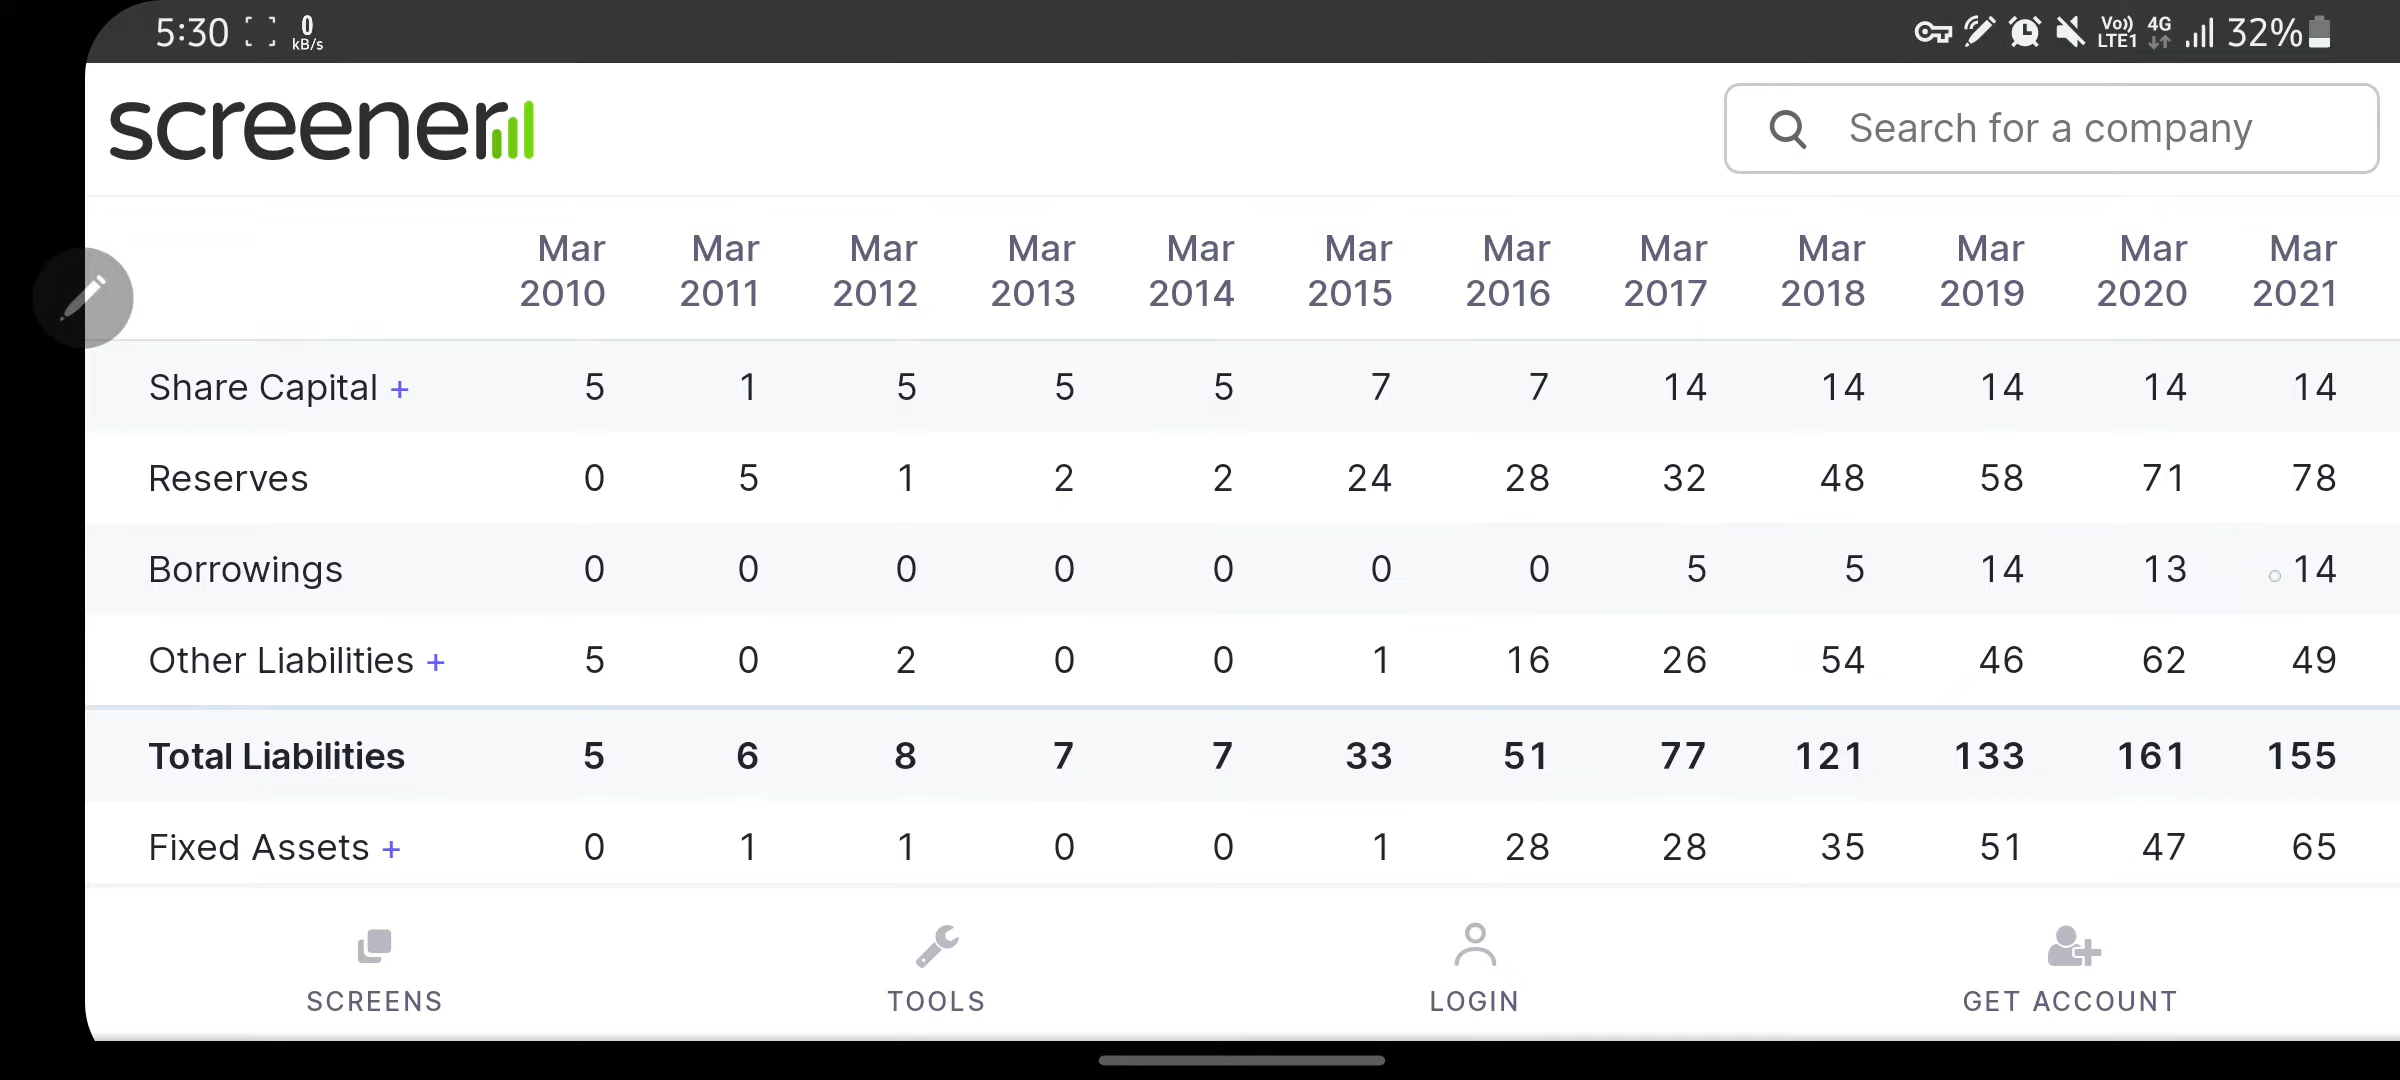 5:30 0 kB/s Vo)) LTE1 4G 32%
screener
Search for a company
Mar 2010 Mar 2011 Mar 2012 Mar 2013 Mar 2014 Mar 2015 Mar 2016 Mar 2017 Mar 2018 Mar 2019 Mar 2020 Mar 2021
Share Capital + 5 1 5 5 5 7 7 14 14 14 14 14
Reserves 0 5 1 2 2 24 28 32 48 58 71 78
Borrowings 0 0 0 0 0 0 0 5 5 14 13 14
Other Liabilities + 5 0 2 0 0 1 16 26 54 46 62 49
Total Liabilities 5 6 8 7 7 33 51 77 121 133 161 155
Fixed Assets + 0 1 1 0 0 1 28 28 35 51 47 65
SCREENS TOOLS LOGIN GET ACCOUNT